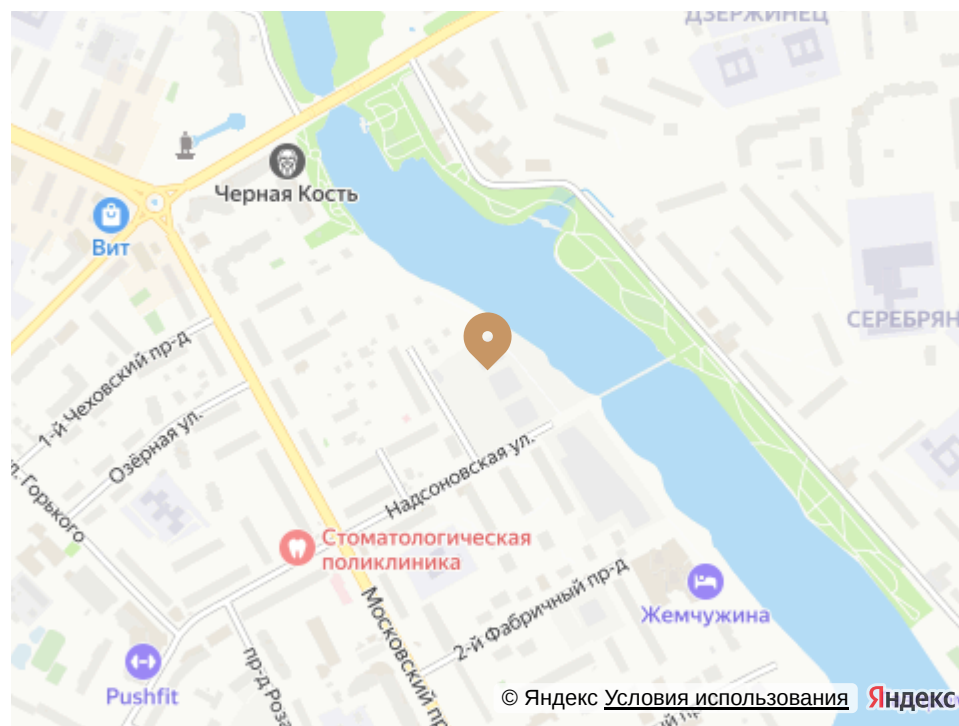 ДЗЕРЖИНЕЦ
Черная Кость
Вит
СЕРЕБРЯН
1-й Чеховский пр-д
Озёрная ул.
Горького
Надсоновская ул.
Стоматологическая
поликлиника
2-й Фабричный пр-д
Жемчужина
Московский пр
пр-д Роза
Pushfit
© Яндекс Условия использования
Яндекс